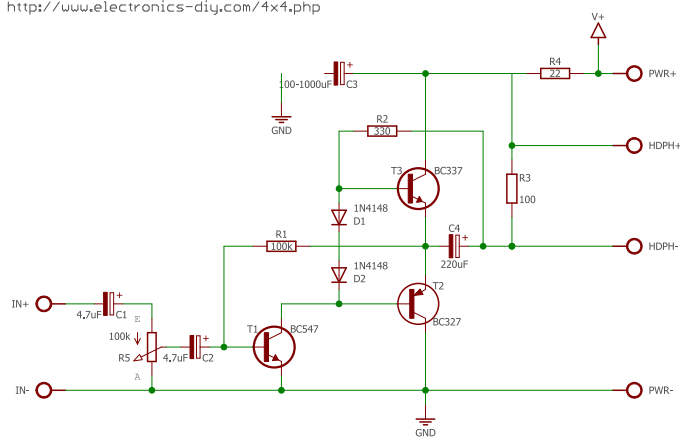 http://www.electronics-diy.com/4x4.php
V+
R4
22
PWR+
+
100-1000uF
C3
GND
R2
330
HDPH+
T3
BC337
R3
100
1N4148
D1
R1
100k
C4
+
220uF
HDPH-
1N4148
D2
T2
BC327
IN+
+
4.7uF
C1
E
100k
R5
A
+
4.7uF
C2
T1
BC547
IN-
PWR-
GND